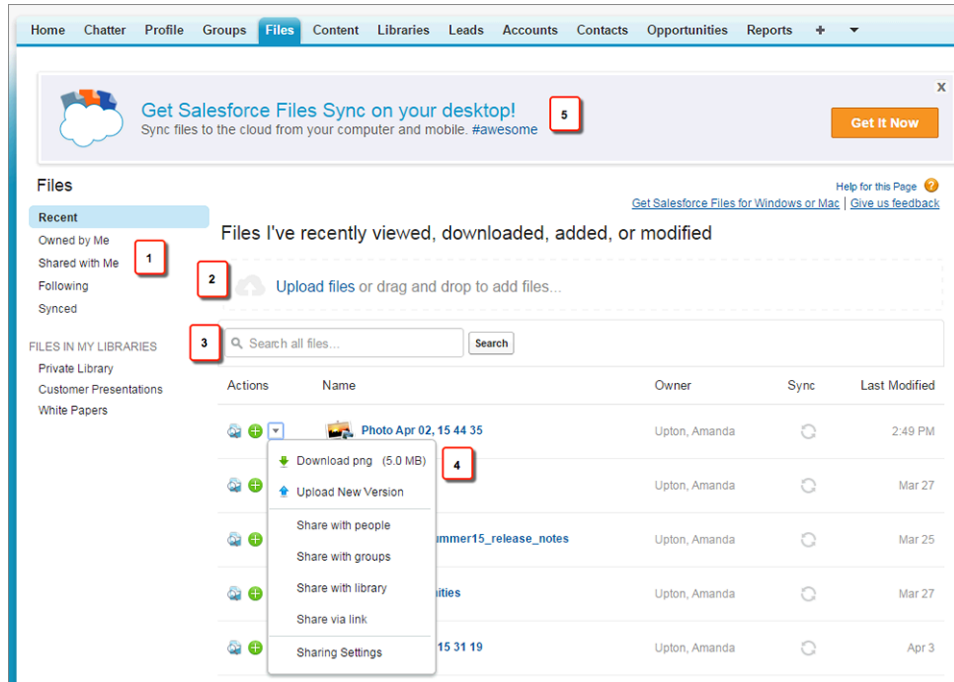 Home Chatter Profile Groups Files Content Libraries Leads Accounts Contacts Opportunities Reports +
X
Get Salesforce Files Sync on your desktop!
5
Sync files to the cloud from your computer and mobile. #awesome
Get It Now
Files
Help for this Page ?
Get Salesforce Files for Windows or Mac | Give us feedback
Recent
Owned by Me
Shared with Me
Following
Synced
1
FILES IN MY LIBRARIES
Private Library
Customer Presentations
White Papers
Files I've recently viewed, downloaded, added, or modified
2
Upload files or drag and drop to add files...
3
Search all files... Search
Actions Name Owner Sync Last Modified
Photo Apr 02, 15 44 35 Upton, Amanda 2:49 PM
Download png (5.0 MB)
4
Upload New Version
Share with people
Share with groups
Share with library
Share via link
Sharing Settings
Upton, Amanda Mar 27
ummer15_release_notes Upton, Amanda Mar 25
ities Upton, Amanda Mar 27
15 31 19 Upton, Amanda Apr 3